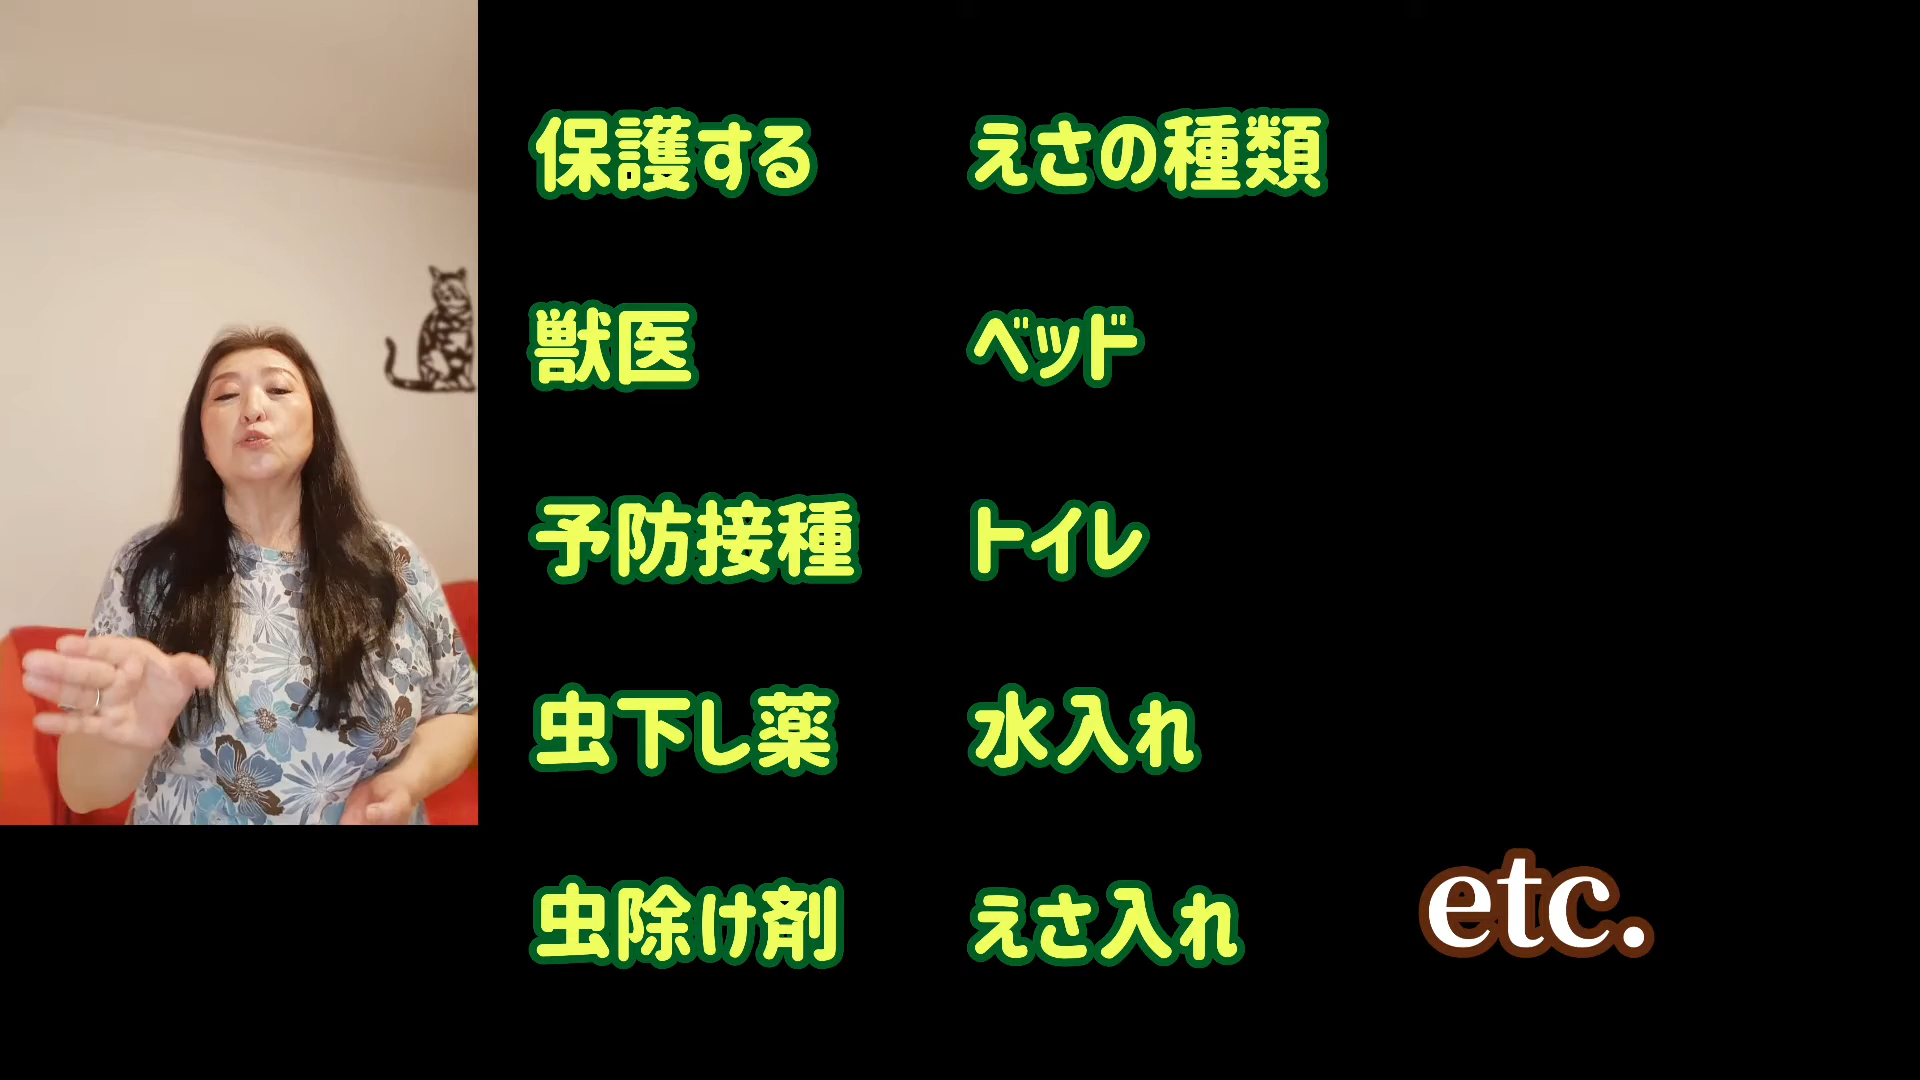 保護する
獣医
予防接種
虫下し薬
虫除け剤
えさの種類
ベッド
トイレ
水入れ
えさ入れ
etc.